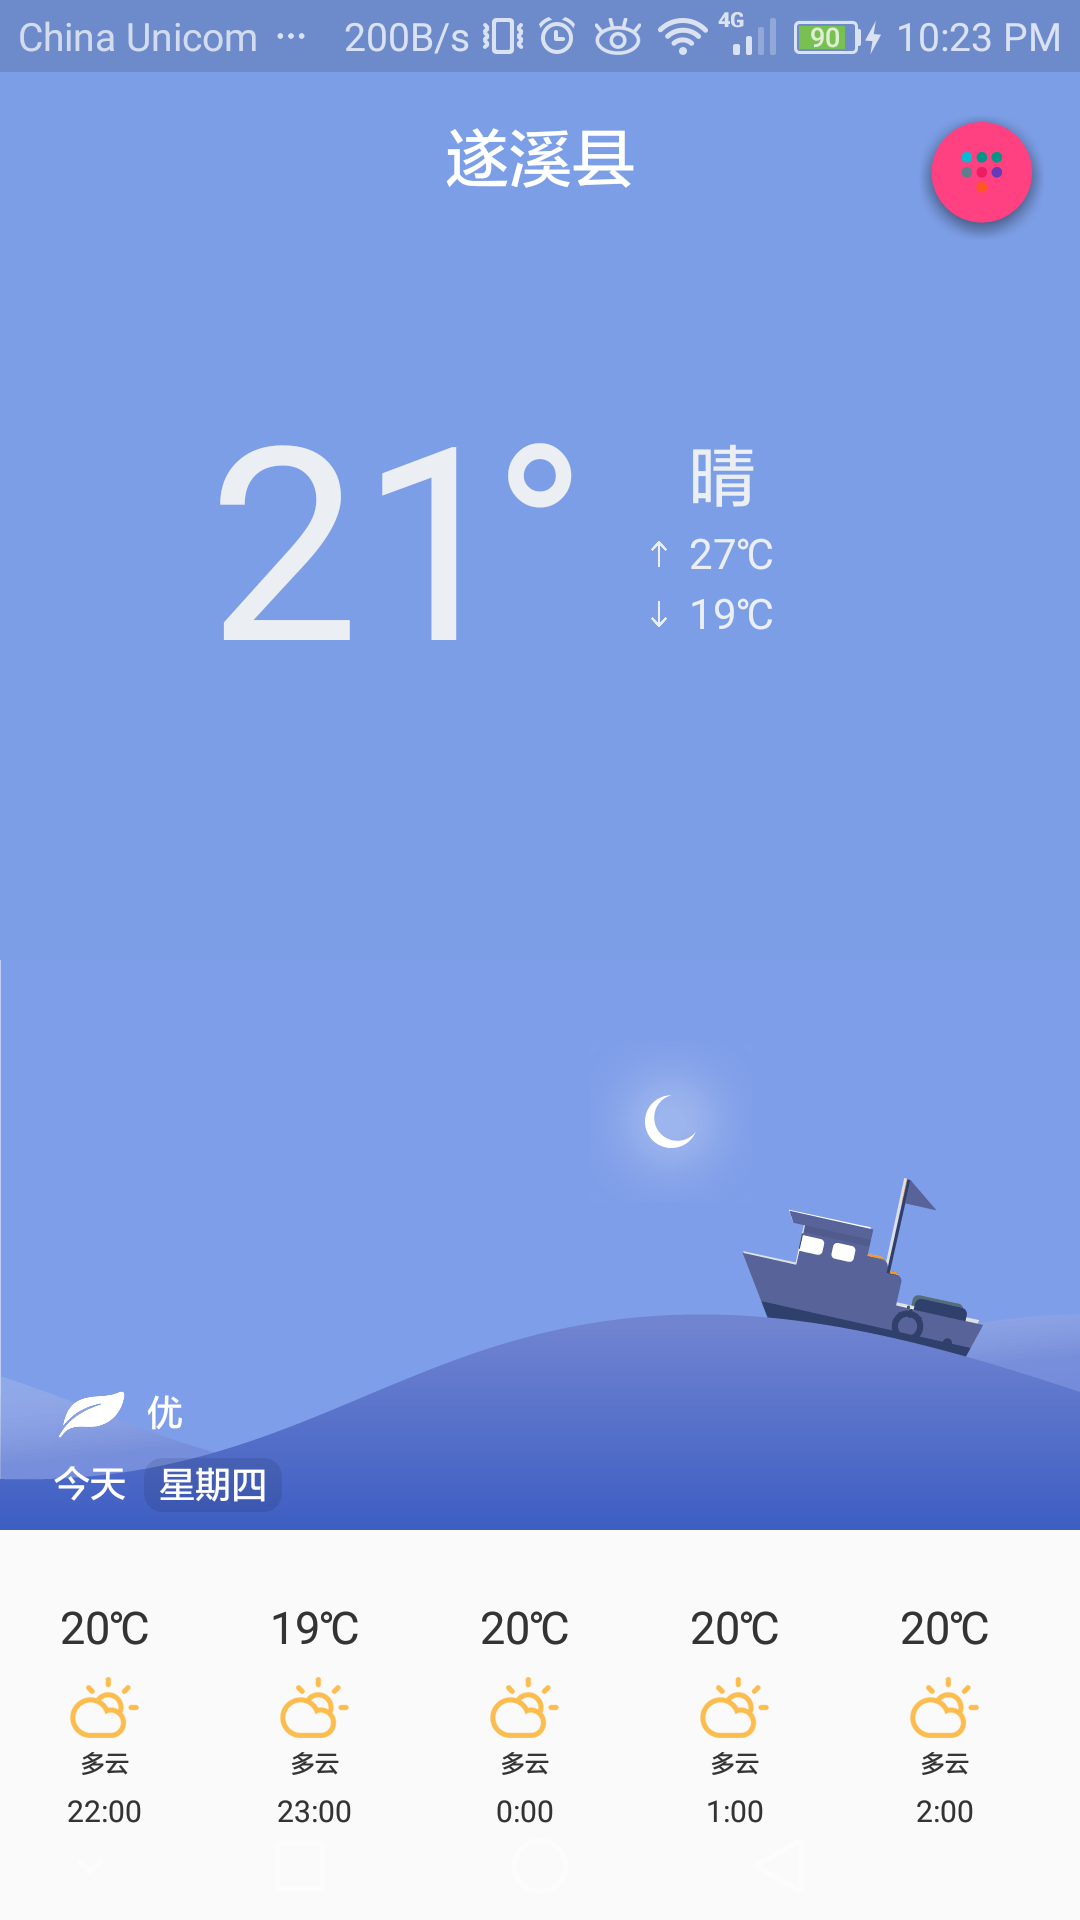 China Unicom ··· 200B/s 4G 90 10:23 PM
遂溪县
21°
晴
↑ 27℃
↓ 19℃
优
今天 星期四
20℃ 19℃ 20℃ 20℃ 20℃
多云 多云 多云 多云 多云
22:00 23:00 0:00 1:00 2:00